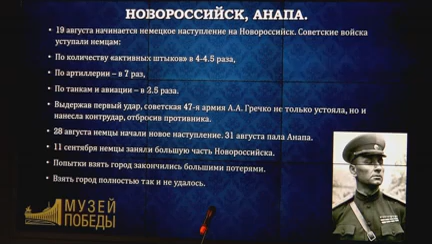 НОВОРОССИЙСК, АНАПА.
• 19 августа начинается немецкое наступление на Новороссийск. Советские войска
уступали немцам:
• По количеству «активных штыков» в 4-4.5 раза,
• По артиллерии – в 7 раз,
• По танкам и авиации – в 2.5 раза.
• Выдержав первый удар, советская 47-я армия А.А. Гречко не только устояла, но и
нанесла контрудар, отбросив противника.
• 28 августа немцы начали новое наступление. 31 августа пала Анапа.
• 11 сентября немцы заняли большую часть Новороссийска.
• Попытки взять город закончились большими потерями.
• Взять город полностью так и не удалось.
МУЗЕЙ
ПОБЕДЫ